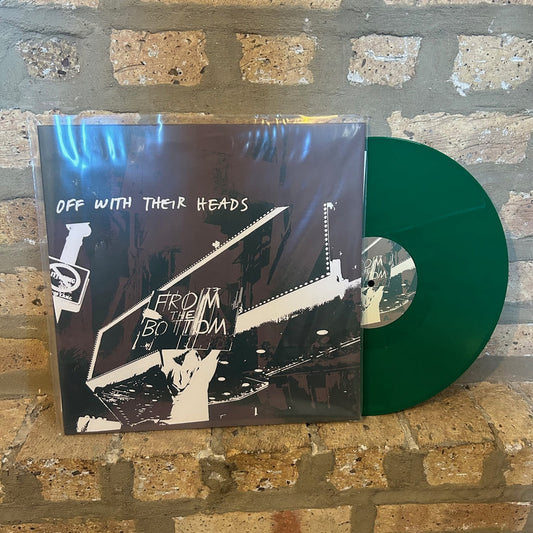 OFF WITH THEIR HEADS
FROM
THE
BOTTOM